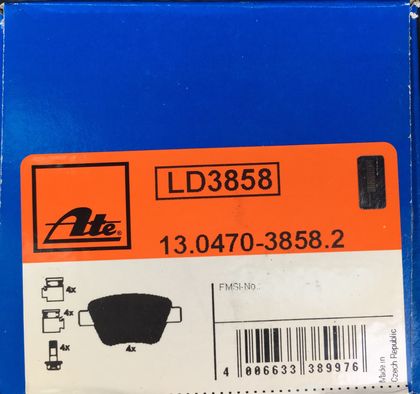 LD3858
Ate®
13.0470-3858.2
FMSI-No.:
4x
4x
4x
4x
4 006633 389976
Made in
Czech Republic